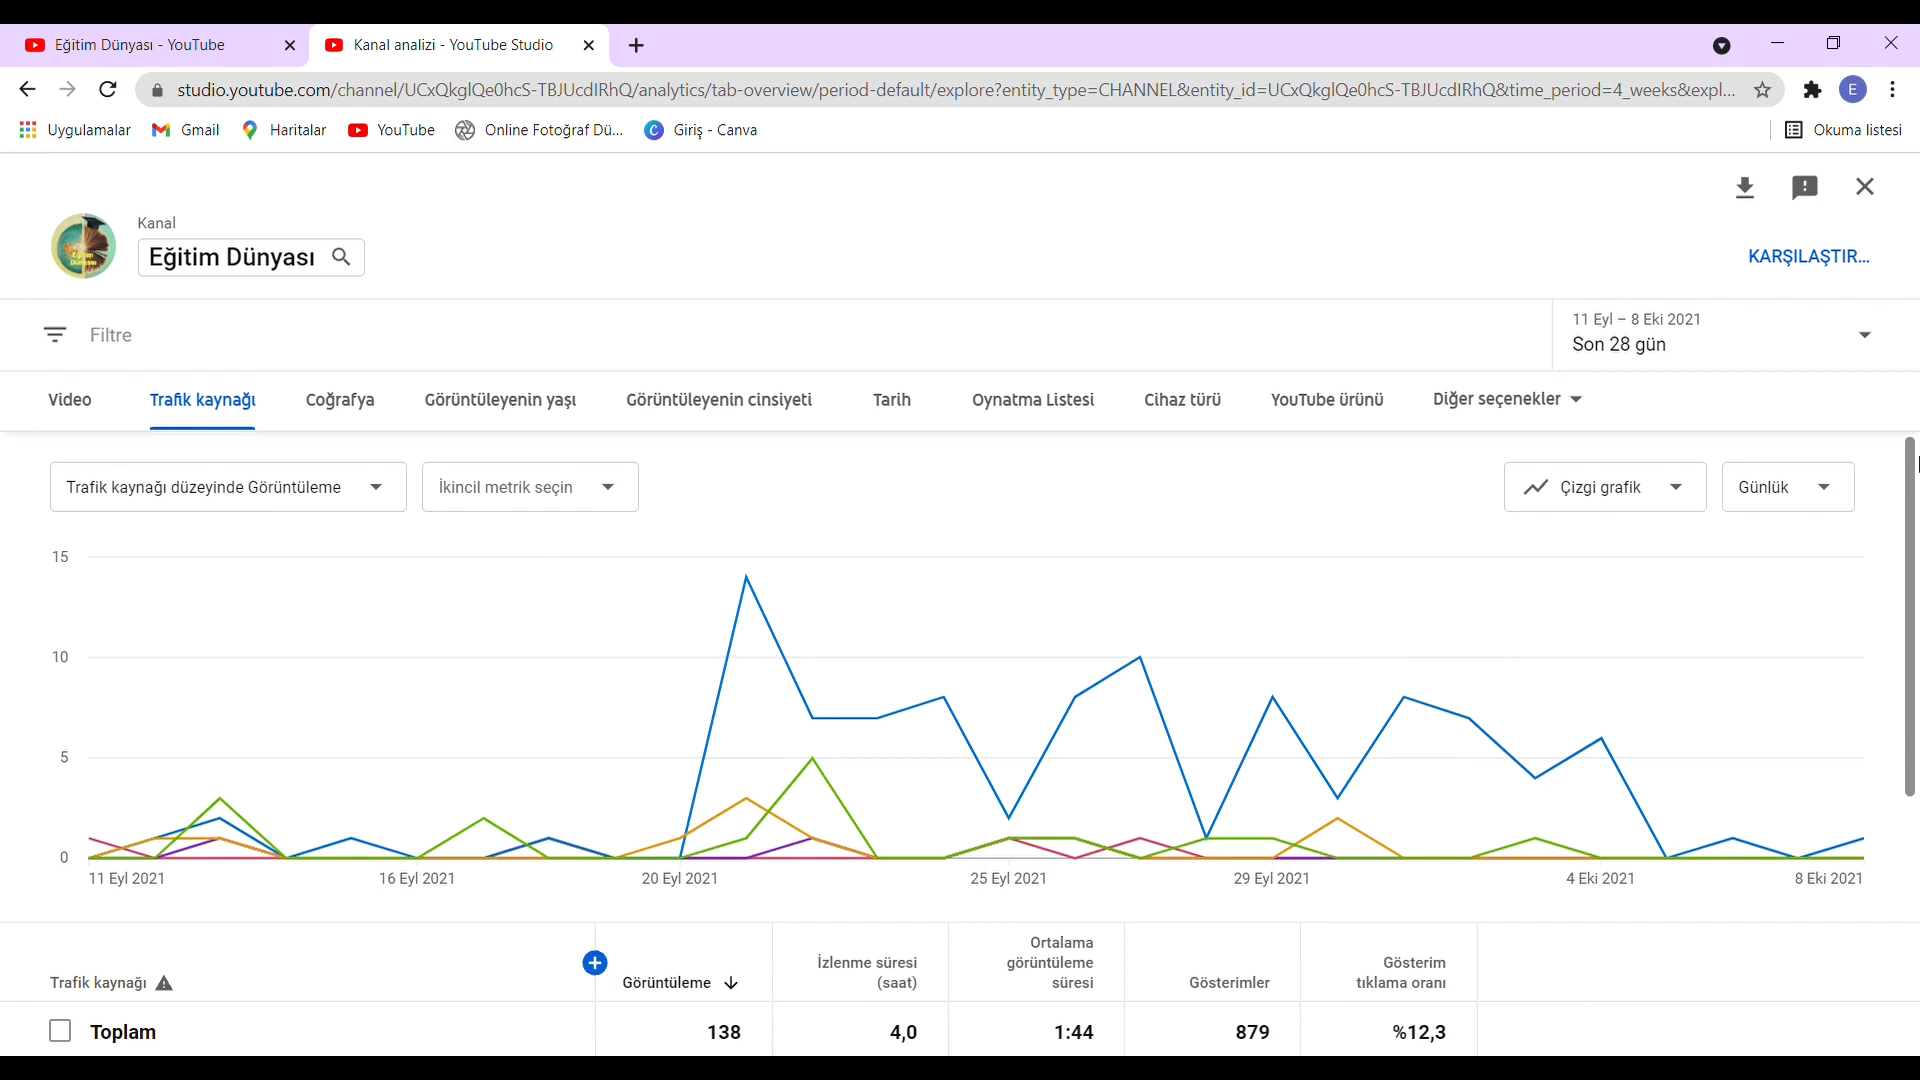 Eğitim Dünyası - YouTube
Kanal analizi - YouTube Studio
studio.youtube.com/channel/UCxQkglQe0hcS-TBJUcdIRhQ/analytics/tab-overview/period-default/explore?entity_type=CHANNEL&entity_id=UCxQkglQe0hcS-TBJUcdIRhQ&time_period=4_weeks&expl...
E
Uygulamalar
Gmail
Haritalar
YouTube
Online Fotoğraf Dü...
Giriş - Canva
Okuma listesi
Kanal
Eğitim Dünyası
KARŞILAŞTIR...
Filtre
11 Eyl – 8 Eki 2021
Son 28 gün
Video
Trafik kaynağı
Coğrafya
Görüntüleyenin yaşı
Görüntüleyenin cinsiyeti
Tarih
Oynatma Listesi
Cihaz türü
YouTube ürünü
Diğer seçenekler
Trafik kaynağı düzeyinde Görüntüleme
İkincil metrik seçin
Çizgi grafik
Günlük
15
10
5
0
11 Eyl 2021
16 Eyl 2021
20 Eyl 2021
25 Eyl 2021
29 Eyl 2021
4 Eki 2021
8 Eki 2021
Trafik kaynağı
Görüntüleme
İzlenme süresi
(saat)
Ortalama
görüntüleme
süresi
Gösterimler
Gösterim
tıklama oranı
Toplam
138
4,0
1:44
879
%12,3